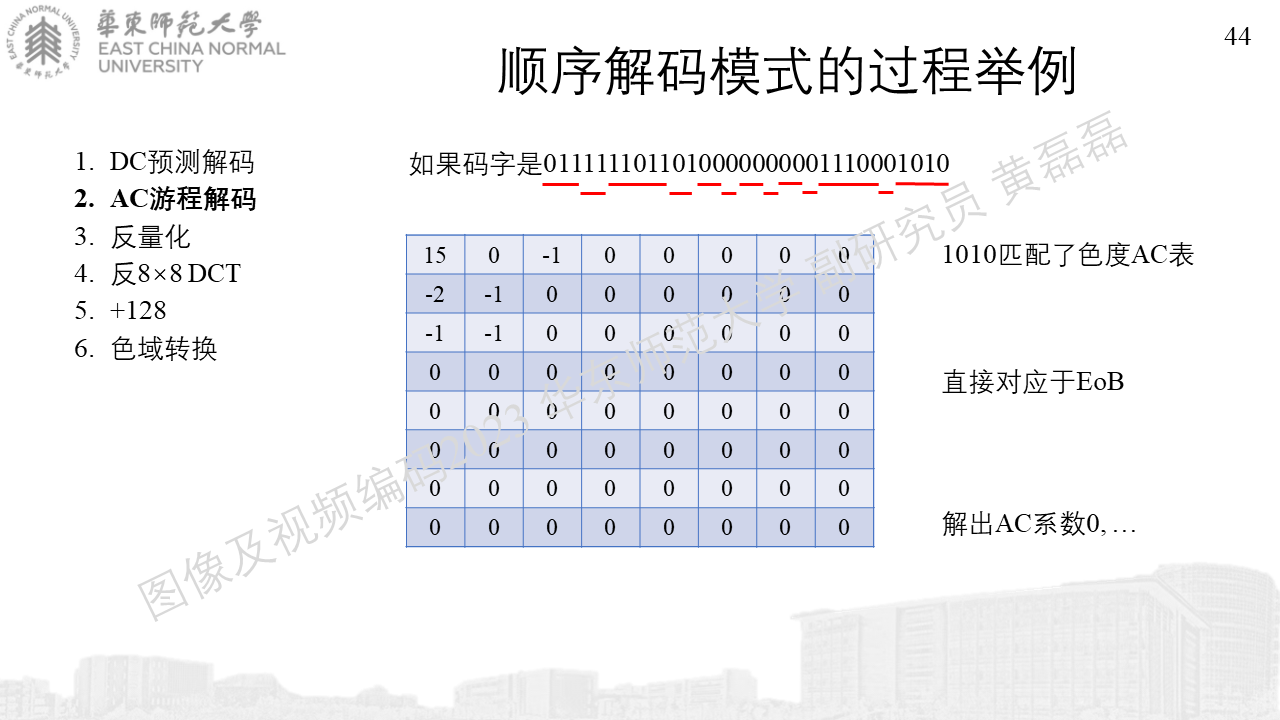 華東師範大學
EAST CHINA NORMAL
UNIVERSITY
44
顺序解码模式的过程举例
1. DC预测解码
2. AC游程解码
3. 反量化
4. 反8×8 DCT
5. +128
6. 色域转换
如果码字是0111111011010000000001110001010
15 0 -1 0 0 0 0 0
-2 -1 0 0 0 0 0 0
-1 -1 0 0 0 0 0 0
0 0 0 0 0 0 0 0
0 0 0 0 0 0 0 0
0 0 0 0 0 0 0 0
0 0 0 0 0 0 0 0
0 0 0 0 0 0 0 0
1010匹配了色度AC表
直接对应于EoB
解出AC系数0, …
图像及视频编码2023 华东师范大学 副研究员 黄磊磊